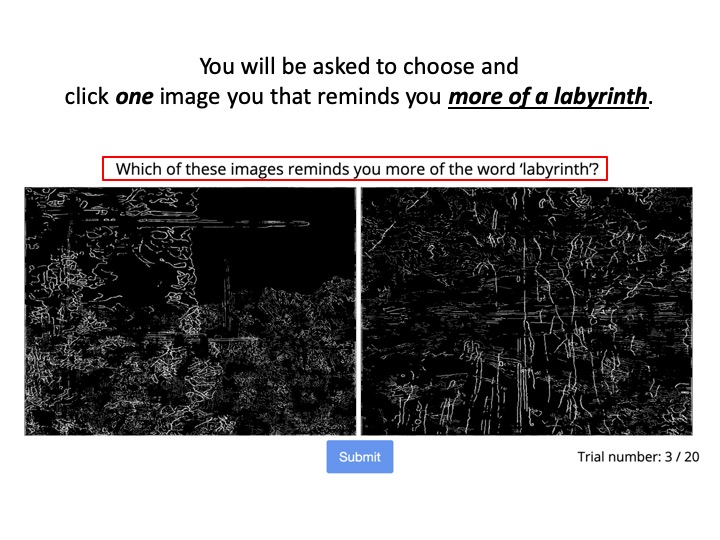 You will be asked to choose and
click one image you that reminds you more of a labyrinth.
Which of these images reminds you more of the word ‘labyrinth’?
Submit
Trial number: 3 / 20